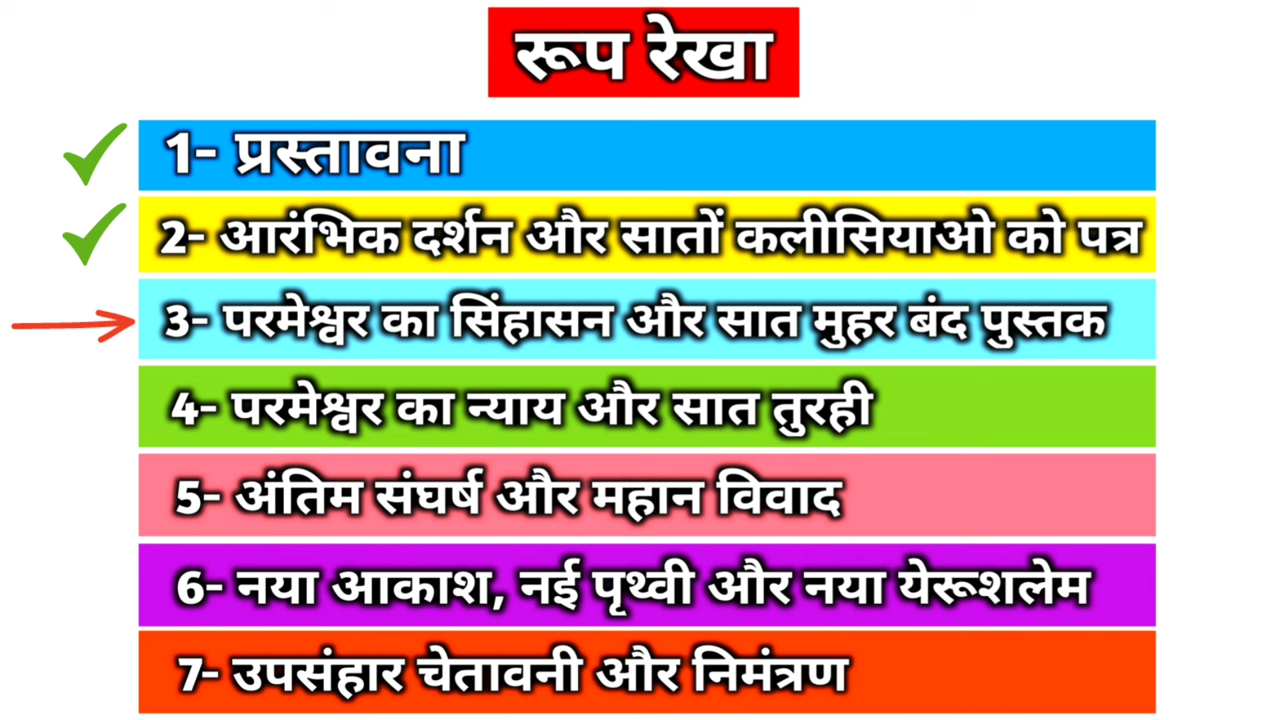 रूप रेखा
1- प्रस्तावना
2- आरंभिक दर्शन और सातों कलीसियाओ को पत्र
3- परमेश्वर का सिंहासन और सात मुहर बंद पुस्तक
4- परमेश्वर का न्याय और सात तुरही
5- अंतिम संघर्ष और महान विवाद
6- नया आकाश, नई पृथ्वी और नया येरूशलेम
7- उपसंहार चेतावनी और निमंत्रण